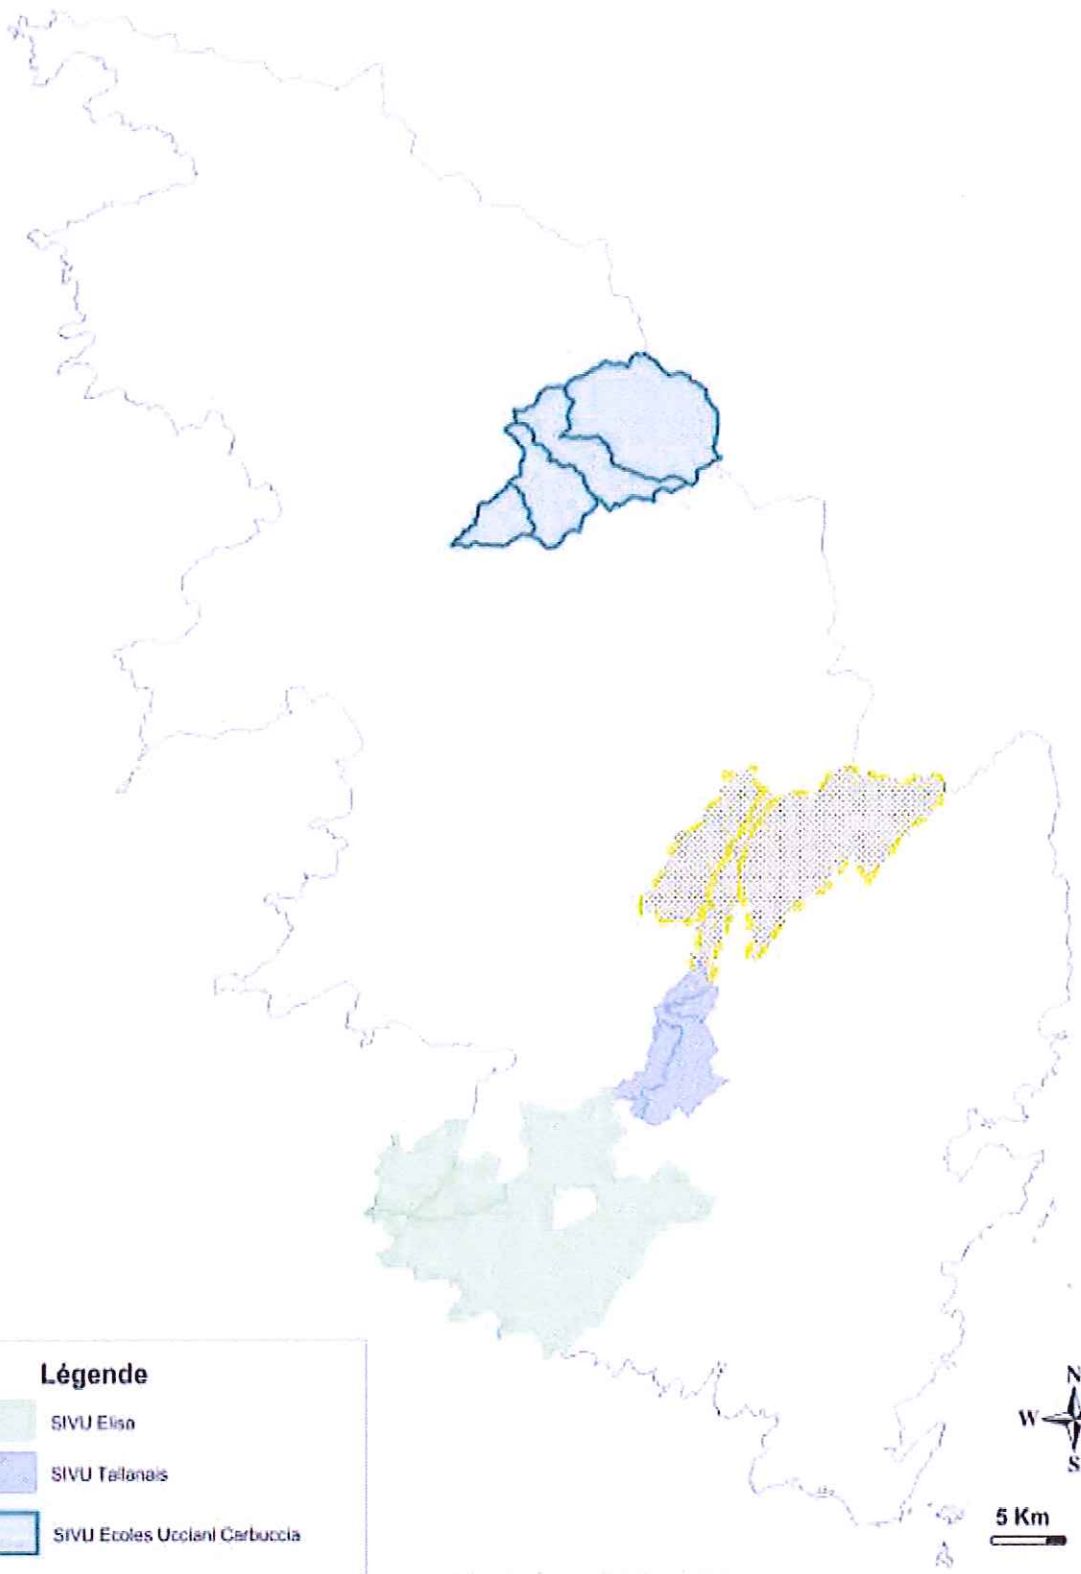 Légende
SIVU Elisa
SIVU Tallanais
SIVU Ecoles Ucciani Carbuccia
N
W
S
5 Km